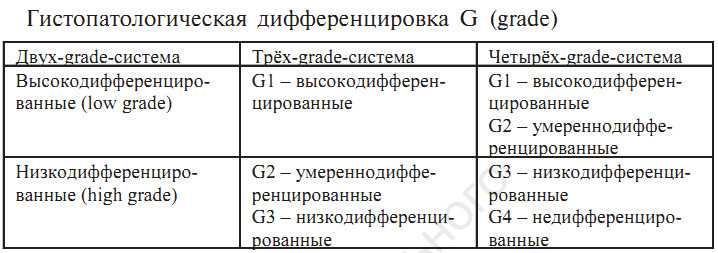 Гистопатологическая дифференцировка G (grade)
Двух-grade-система
Трёх-grade-система
Четырёх-grade-система
Высокодифференциро-
ванные (low grade)
G1 – высокодифферен-
цированные
G1 – высокодифферен-
цированные
G2 – умереннодиффе-
ренцированные
Низкодифференциро-
ванные (high grade)
G2 – умереннодиффе-
ренцированные
G3 – низкодифференци-
рованные
G3 – низкодифференци-
рованные
G4 – недифференциро-
ванные